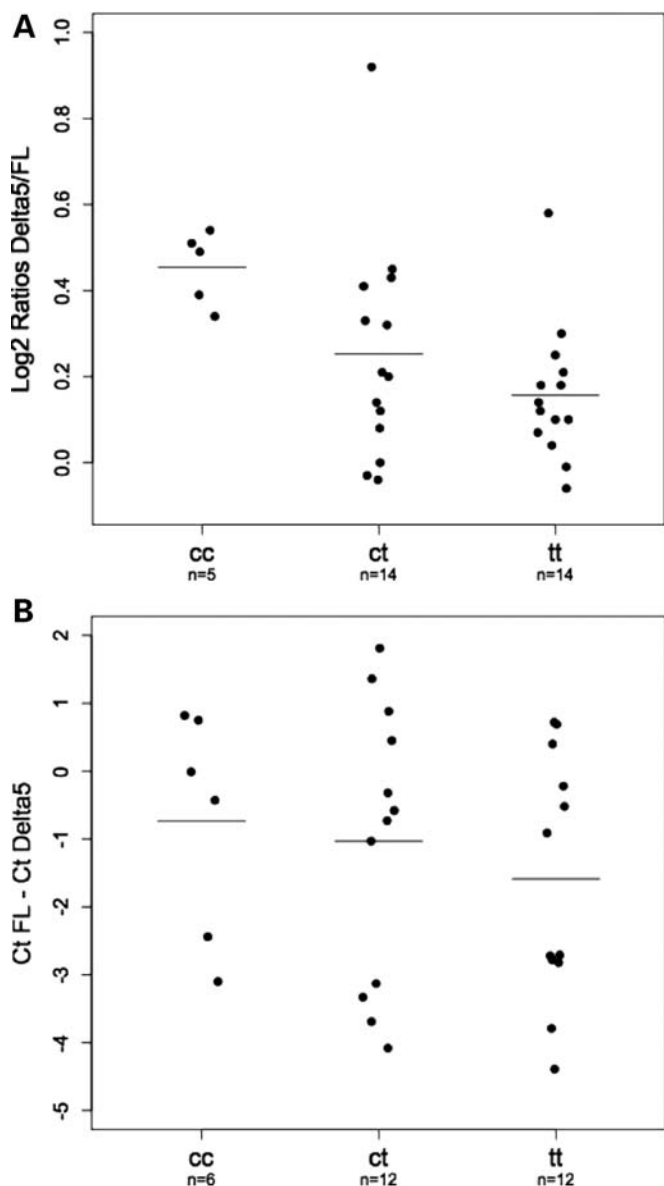 A
Log2 Ratios Delta5/FL
1.0
0.8
0.6
0.4
0.2
0.0
cc ct tt
n=5 n=14 n=14
B
Ct FL - Ct Delta5
2
1
0
-1
-2
-3
-4
-5
cc ct tt
n=6 n=12 n=12